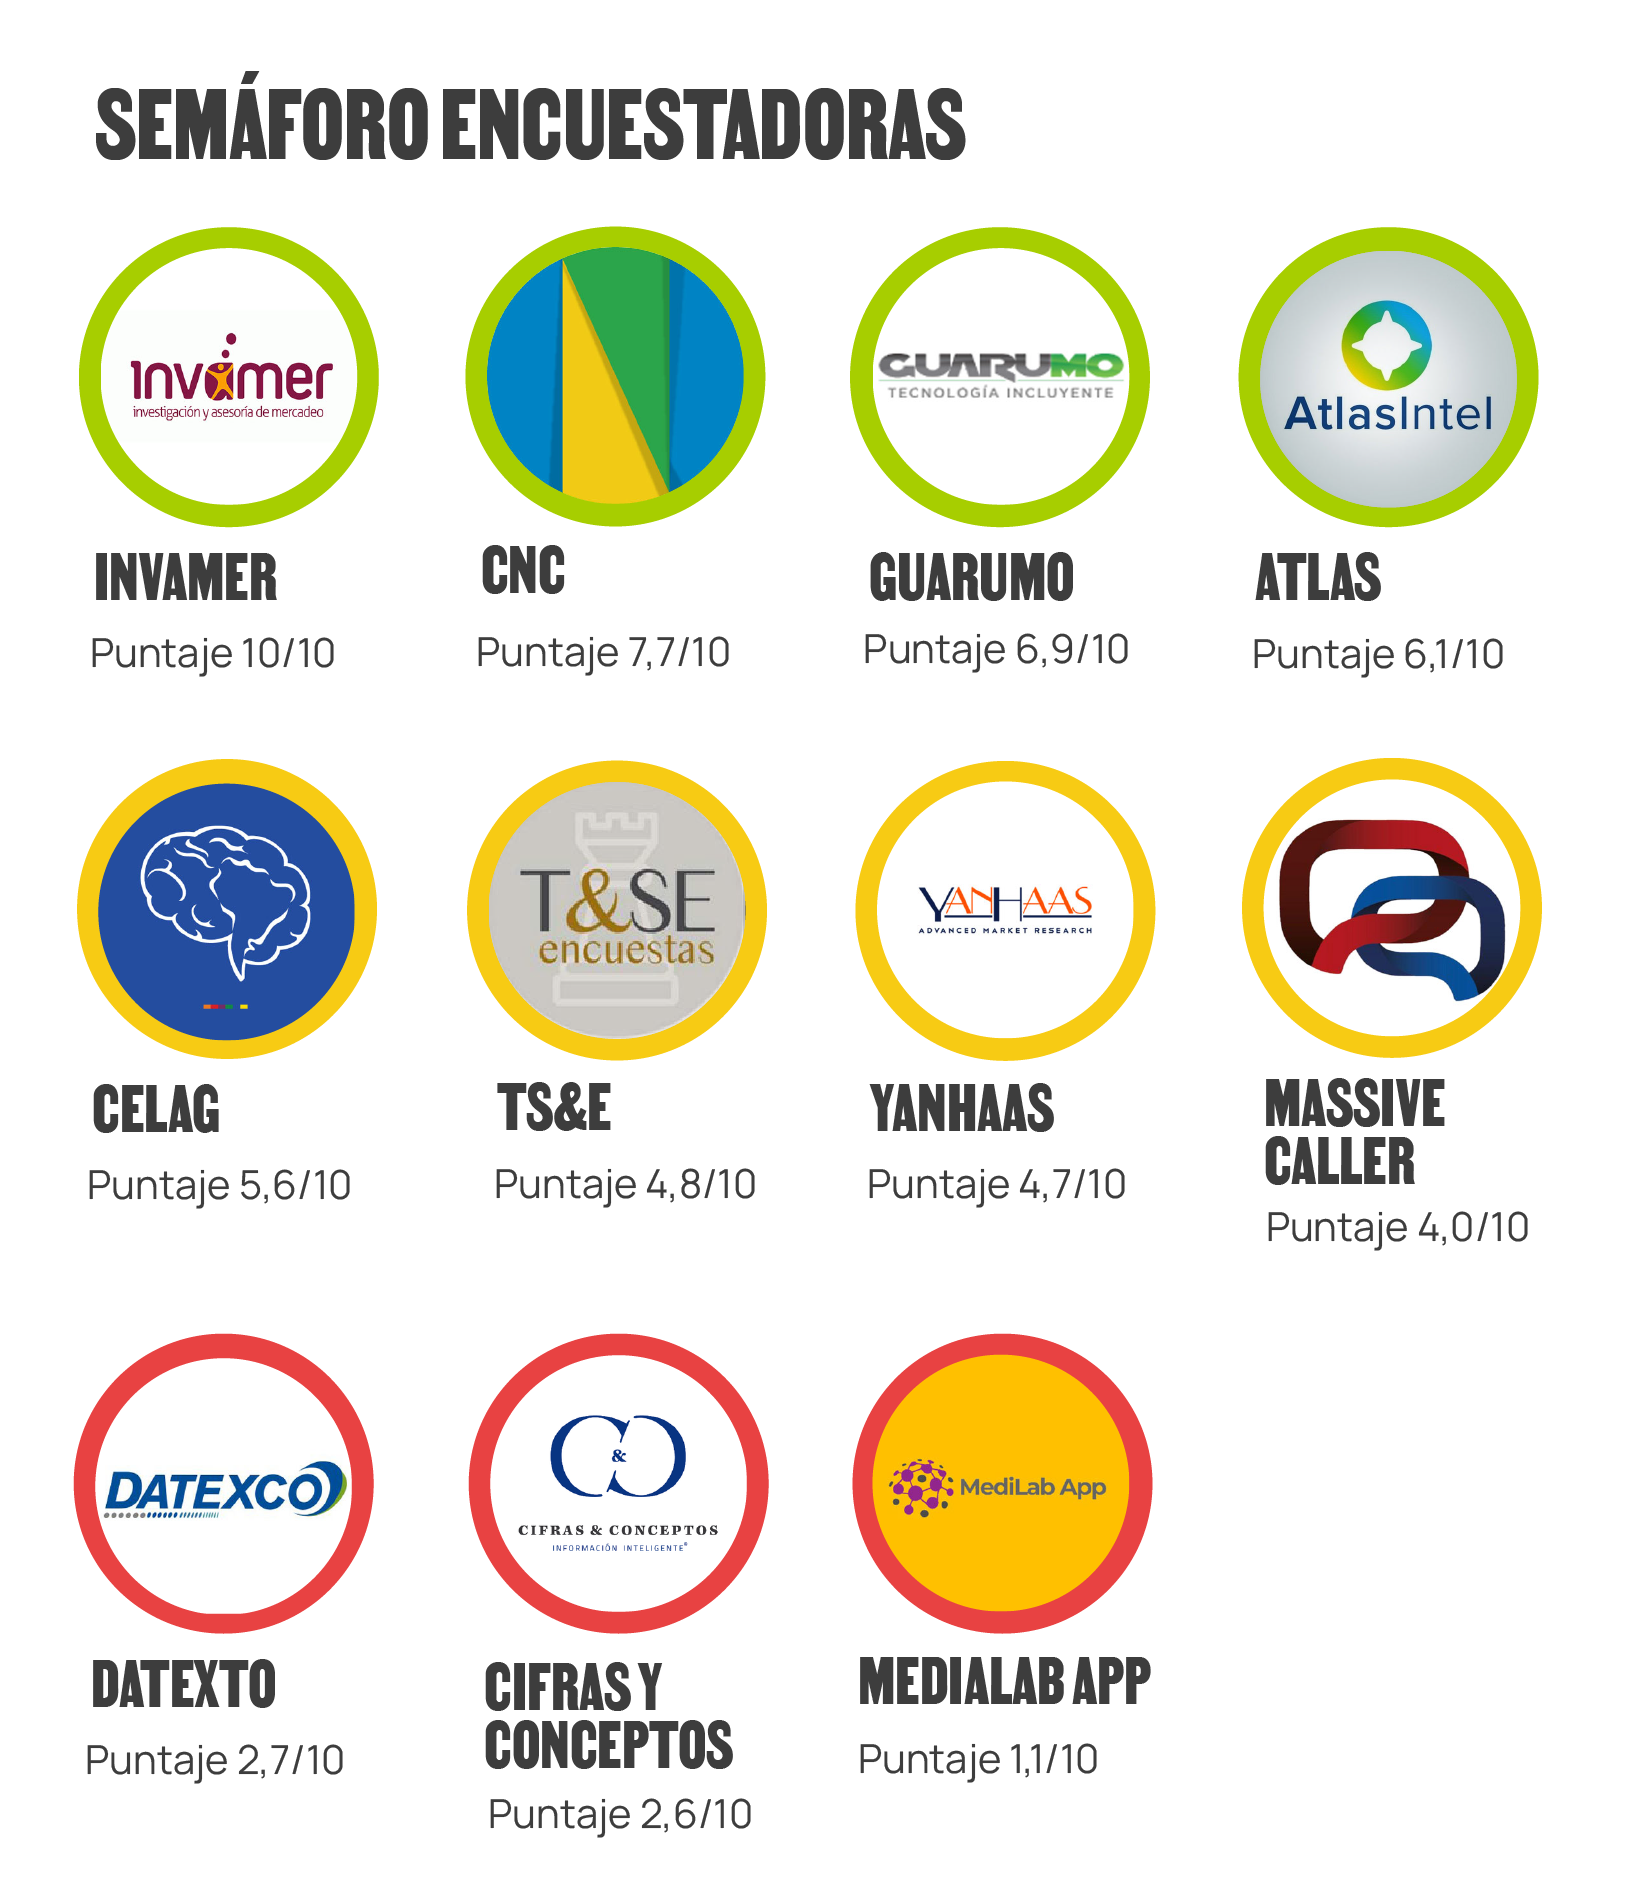 SEMÁFORO ENCUESTADORAS
invamer
investigación y asesoría de mercadeo
GUARUMO
TECNOLOGÍA INCLUYENTE
AtlasIntel
INVAMER
CNC
GUARUMO
ATLAS
Puntaje 10/10
Puntaje 7,7/10
Puntaje 6,9/10
Puntaje 6,1/10
T&SE
encuestas
YANHAAS
ADVANCED MARKET RESEARCH
CELAG
TS&E
YANHAAS
MASSIVE
CALLER
Puntaje 5,6/10
Puntaje 4,8/10
Puntaje 4,7/10
Puntaje 4,0/10
DATEXCO
C&C
CIFRAS & CONCEPTOS
INFORMACIÓN INTELIGENTE®
MediLab App
DATEXTO
CIFRAS Y
CONCEPTOS
MEDIALAB APP
Puntaje 2,7/10
Puntaje 2,6/10
Puntaje 1,1/10